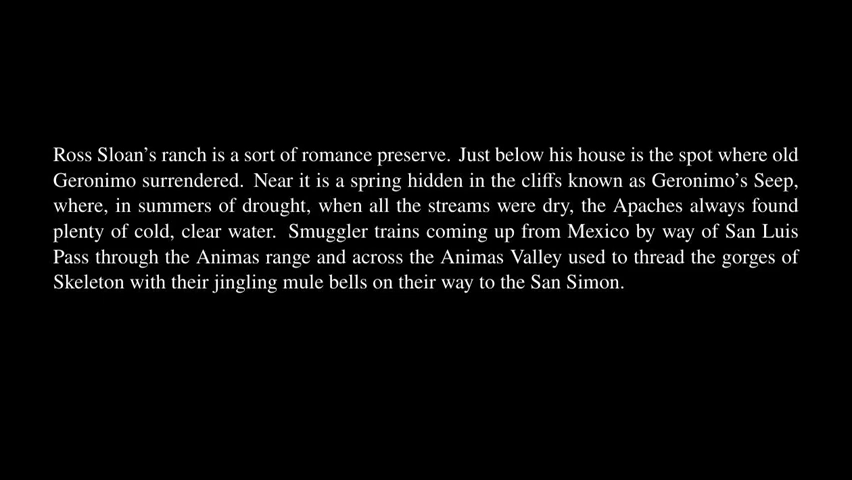 Ross Sloan’s ranch is a sort of romance preserve. Just below his house is the spot where old
Geronimo surrendered. Near it is a spring hidden in the cliffs known as Geronimo’s Seep,
where, in summers of drought, when all the streams were dry, the Apaches always found
plenty of cold, clear water. Smuggler trains coming up from Mexico by way of San Luis
Pass through the Animas range and across the Animas Valley used to thread the gorges of
Skeleton with their jingling mule bells on their way to the San Simon.